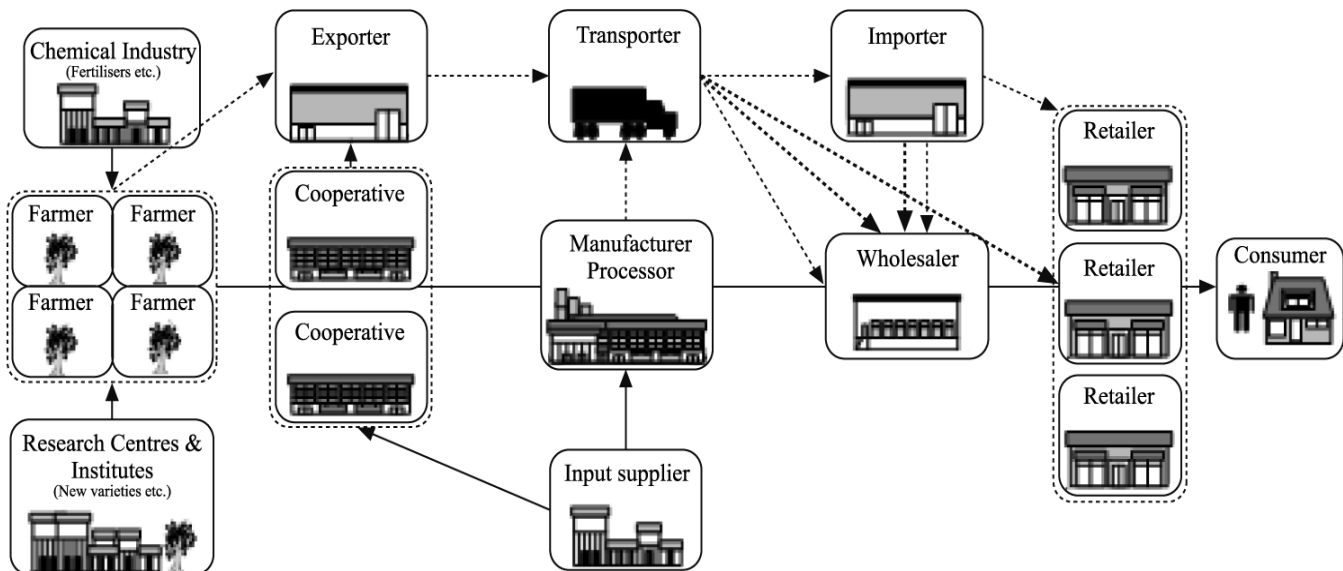 Chemical Industry
(Fertilisers etc.)
Exporter
Transporter
Importer
Retailer
Farmer
Farmer
Cooperative
Manufacturer
Processor
Wholesaler
Retailer
Consumer
Farmer
Farmer
Cooperative
Retailer
Research Centres &
Institutes
(New varieties etc.)
Input supplier